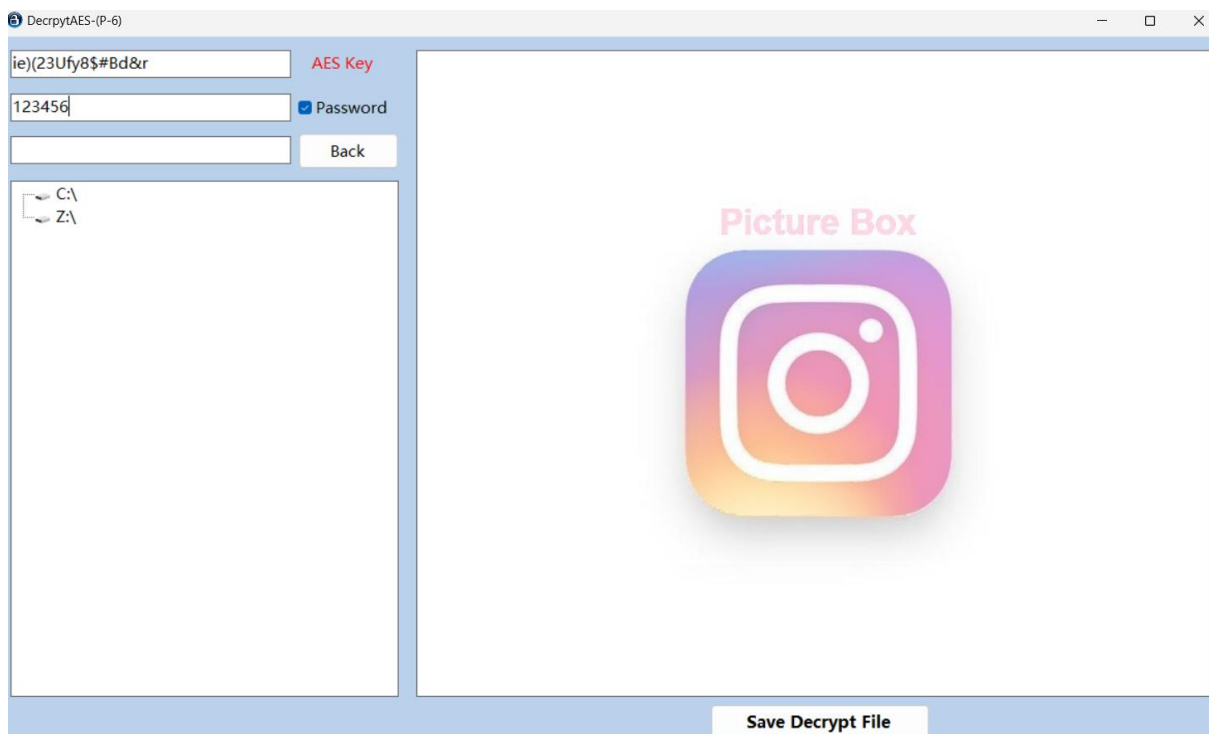 DecrpytAES-(P-6)
ie)(23Ufy8$#Bd&r AES Key
123456 Password
Back
C:\
Z:\
Picture Box
Save Decrypt File